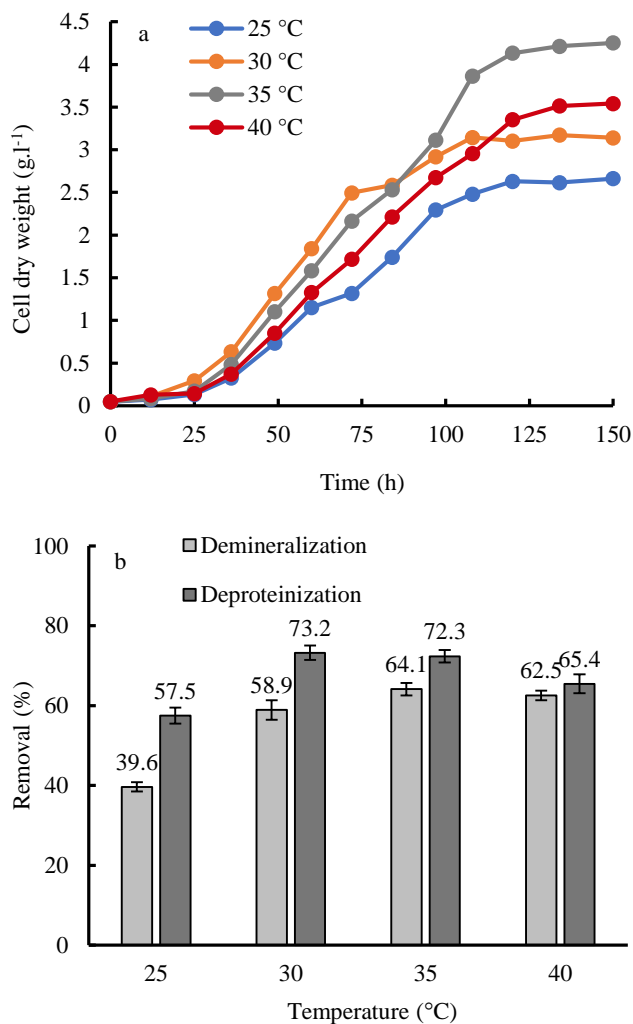 a
25 °C
30 °C
35 °C
40 °C
4.5
4
3.5
3
2.5
2
1.5
1
0.5
0
Cell dry weight (g.l-1)
0 25 50 75 100 125 150
Time (h)
b
Demineralization
Deproteinization
100
80
60
40
20
0
Removal (%)
39.6 57.5 58.9 73.2 64.1 72.3 62.5 65.4
25 30 35 40
Temperature (°C)